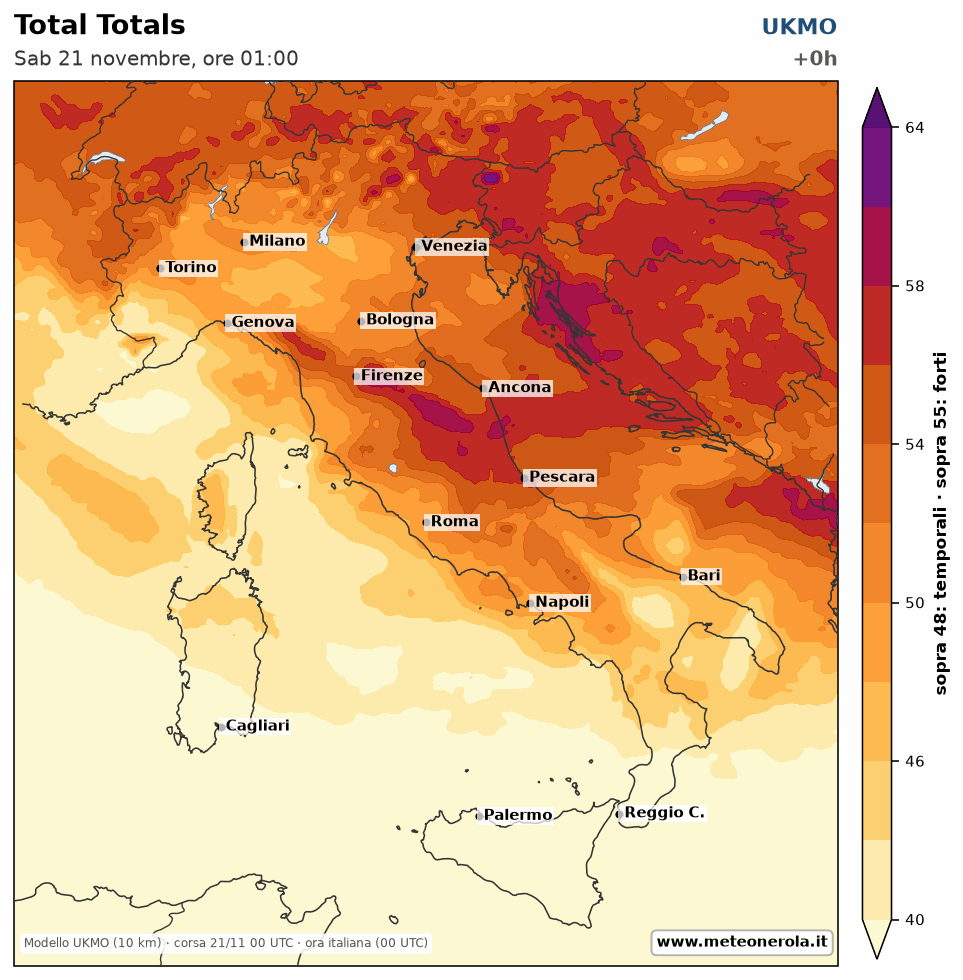 Total Totals
UKMO
Sab 21 novembre, ore 01:00
+0h
64
Milano
Venezia
Torino
58
Genova
Bologna
Firenze
Ancona
54
Pescara
Roma
Bari
Napoli
50
sopra 48: temporali · sopra 55: forti
Cagliari
46
Palermo
Reggio C.
40
Modello UKMO (10 km) · corsa 21/11 00 UTC · ora italiana (00 UTC)
www.meteonerola.it